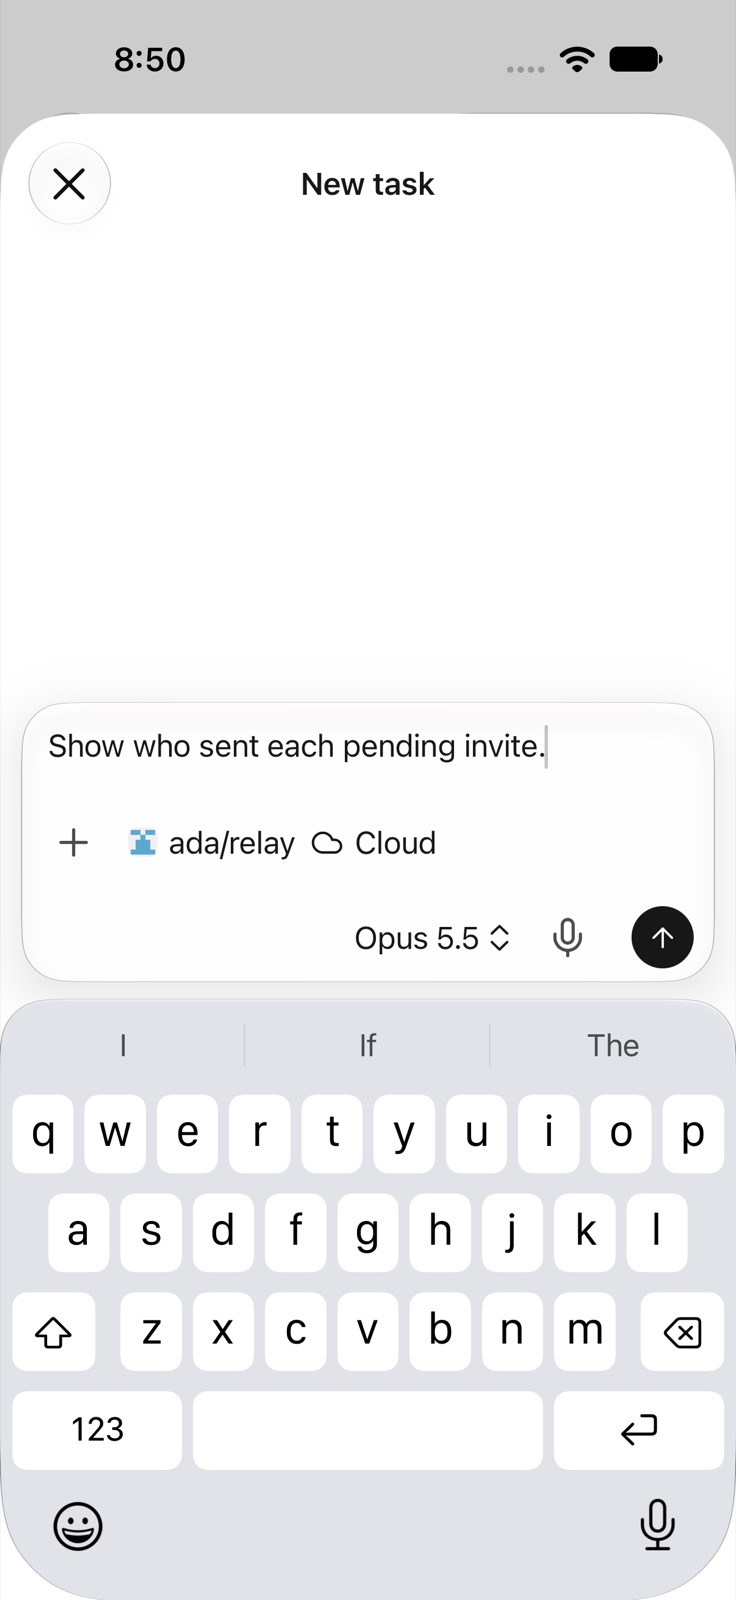 8:50
New task
Show who sent each pending invite.
ada/relay Cloud
Opus 5.5
I If The
q w e r t y u i o p
a s d f g h j k l
z x c v b n m
123